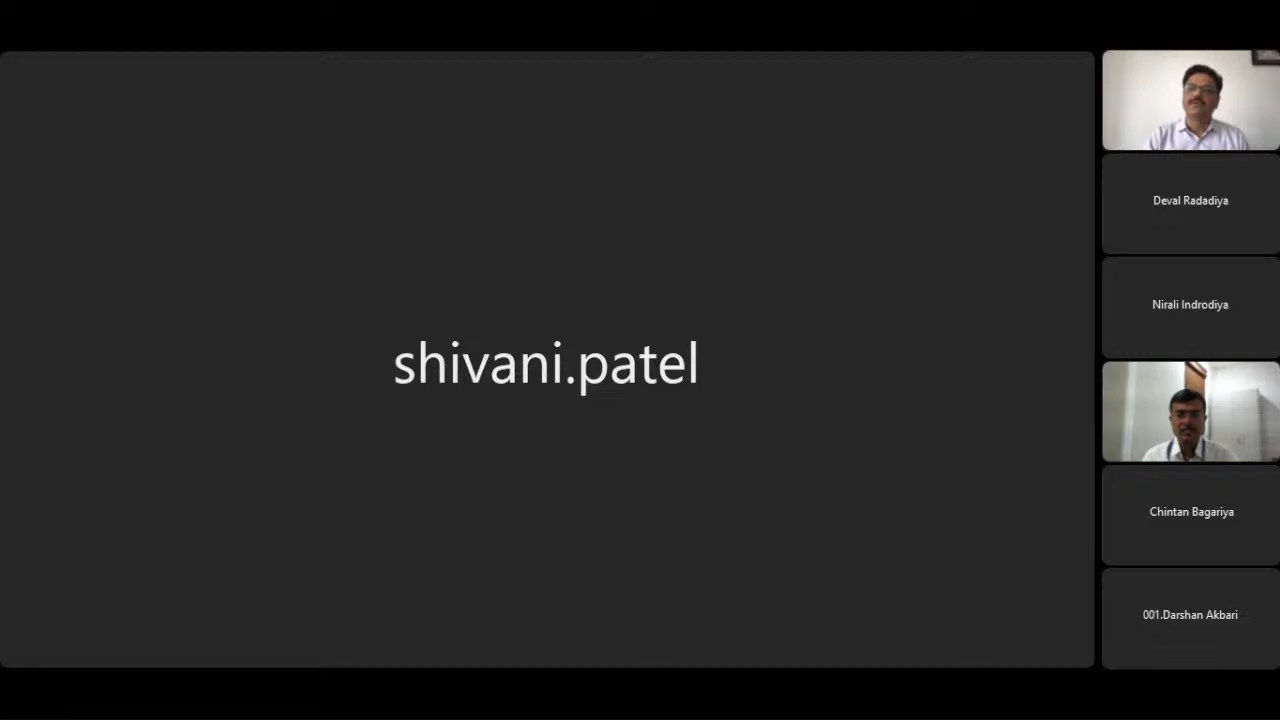 shivani.patel
Deval Radadiya
Nirali Indrodiya
Chintan Bagariya
001.Darshan Akbari